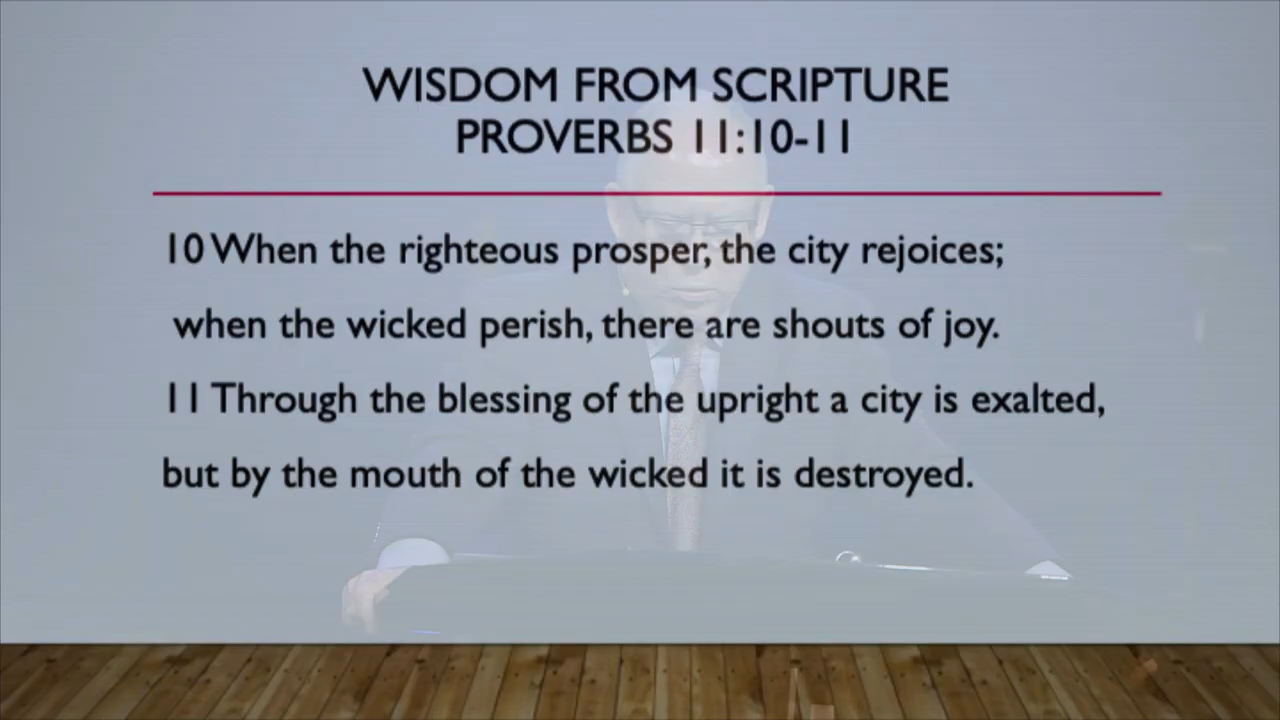 WISDOM FROM SCRIPTURE
PROVERBS 11:10-11
10 When the righteous prosper, the city rejoices;
when the wicked perish, there are shouts of joy.
11 Through the blessing of the upright a city is exalted,
but by the mouth of the wicked it is destroyed.